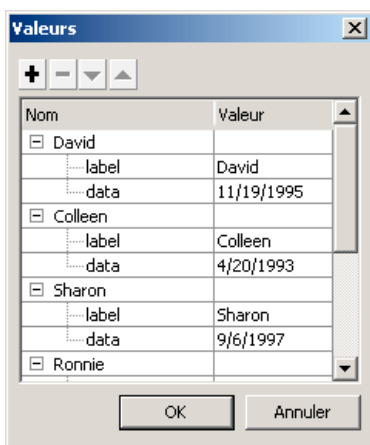 Valeurs
Nom Valeur
David
label David
data 11/19/1995
Colleen
label Colleen
data 4/20/1993
Sharon
label Sharon
data 9/6/1997
Ronnie
OK Annuler